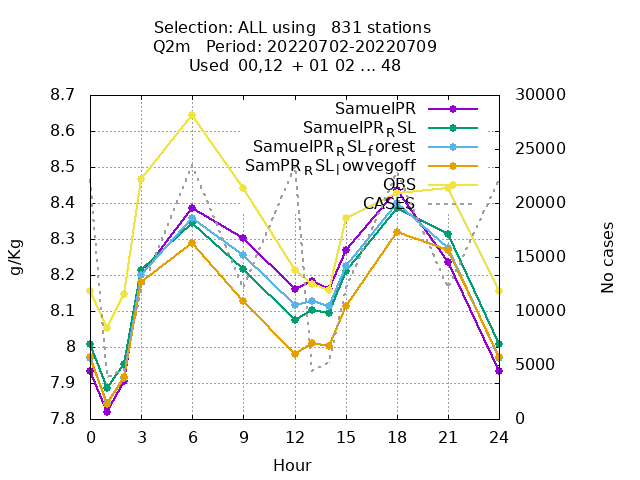 Selection: ALL using   831 stations
Q2m   Period: 20220702-20220709
Used  00,12  + 01 02 ... 48
8.7
8.6
8.5
8.4
8.3
8.2
8.1
8
7.9
7.8
g/Kg
SamuelPR
SamuelPR_RSL
SamuelPR_RSL_forest
SamPR_RSL_lowvegoff
OBS
CASES
30000
25000
20000
15000
10000
5000
0
No cases
0 3 6 9 12 15 18 21 24
Hour